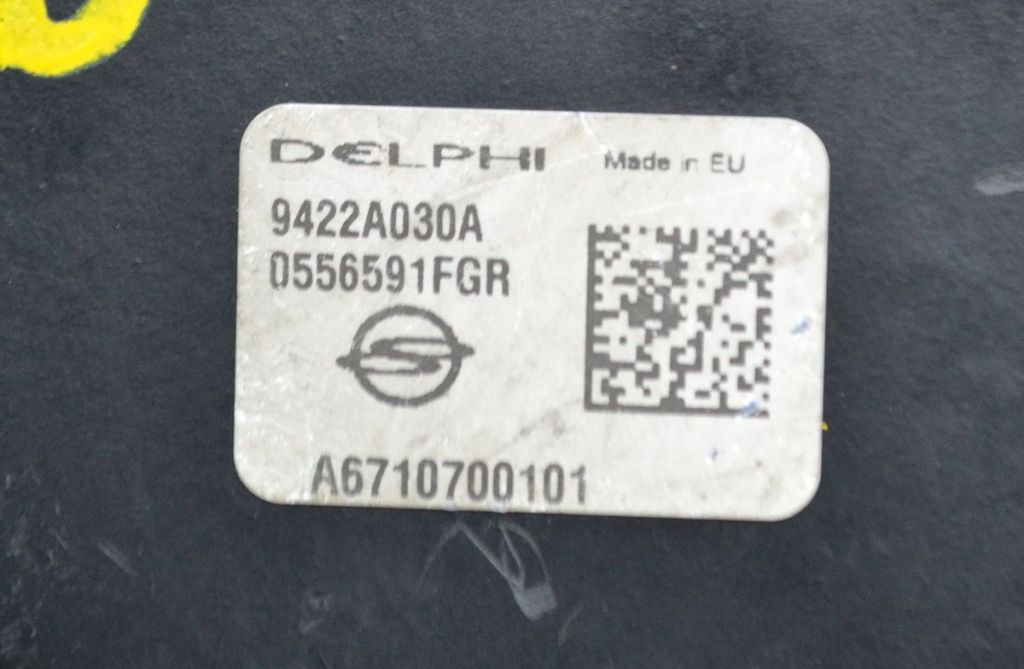 DELPHI
Made in EU
9422A030A
0556591FGR
A6710700101